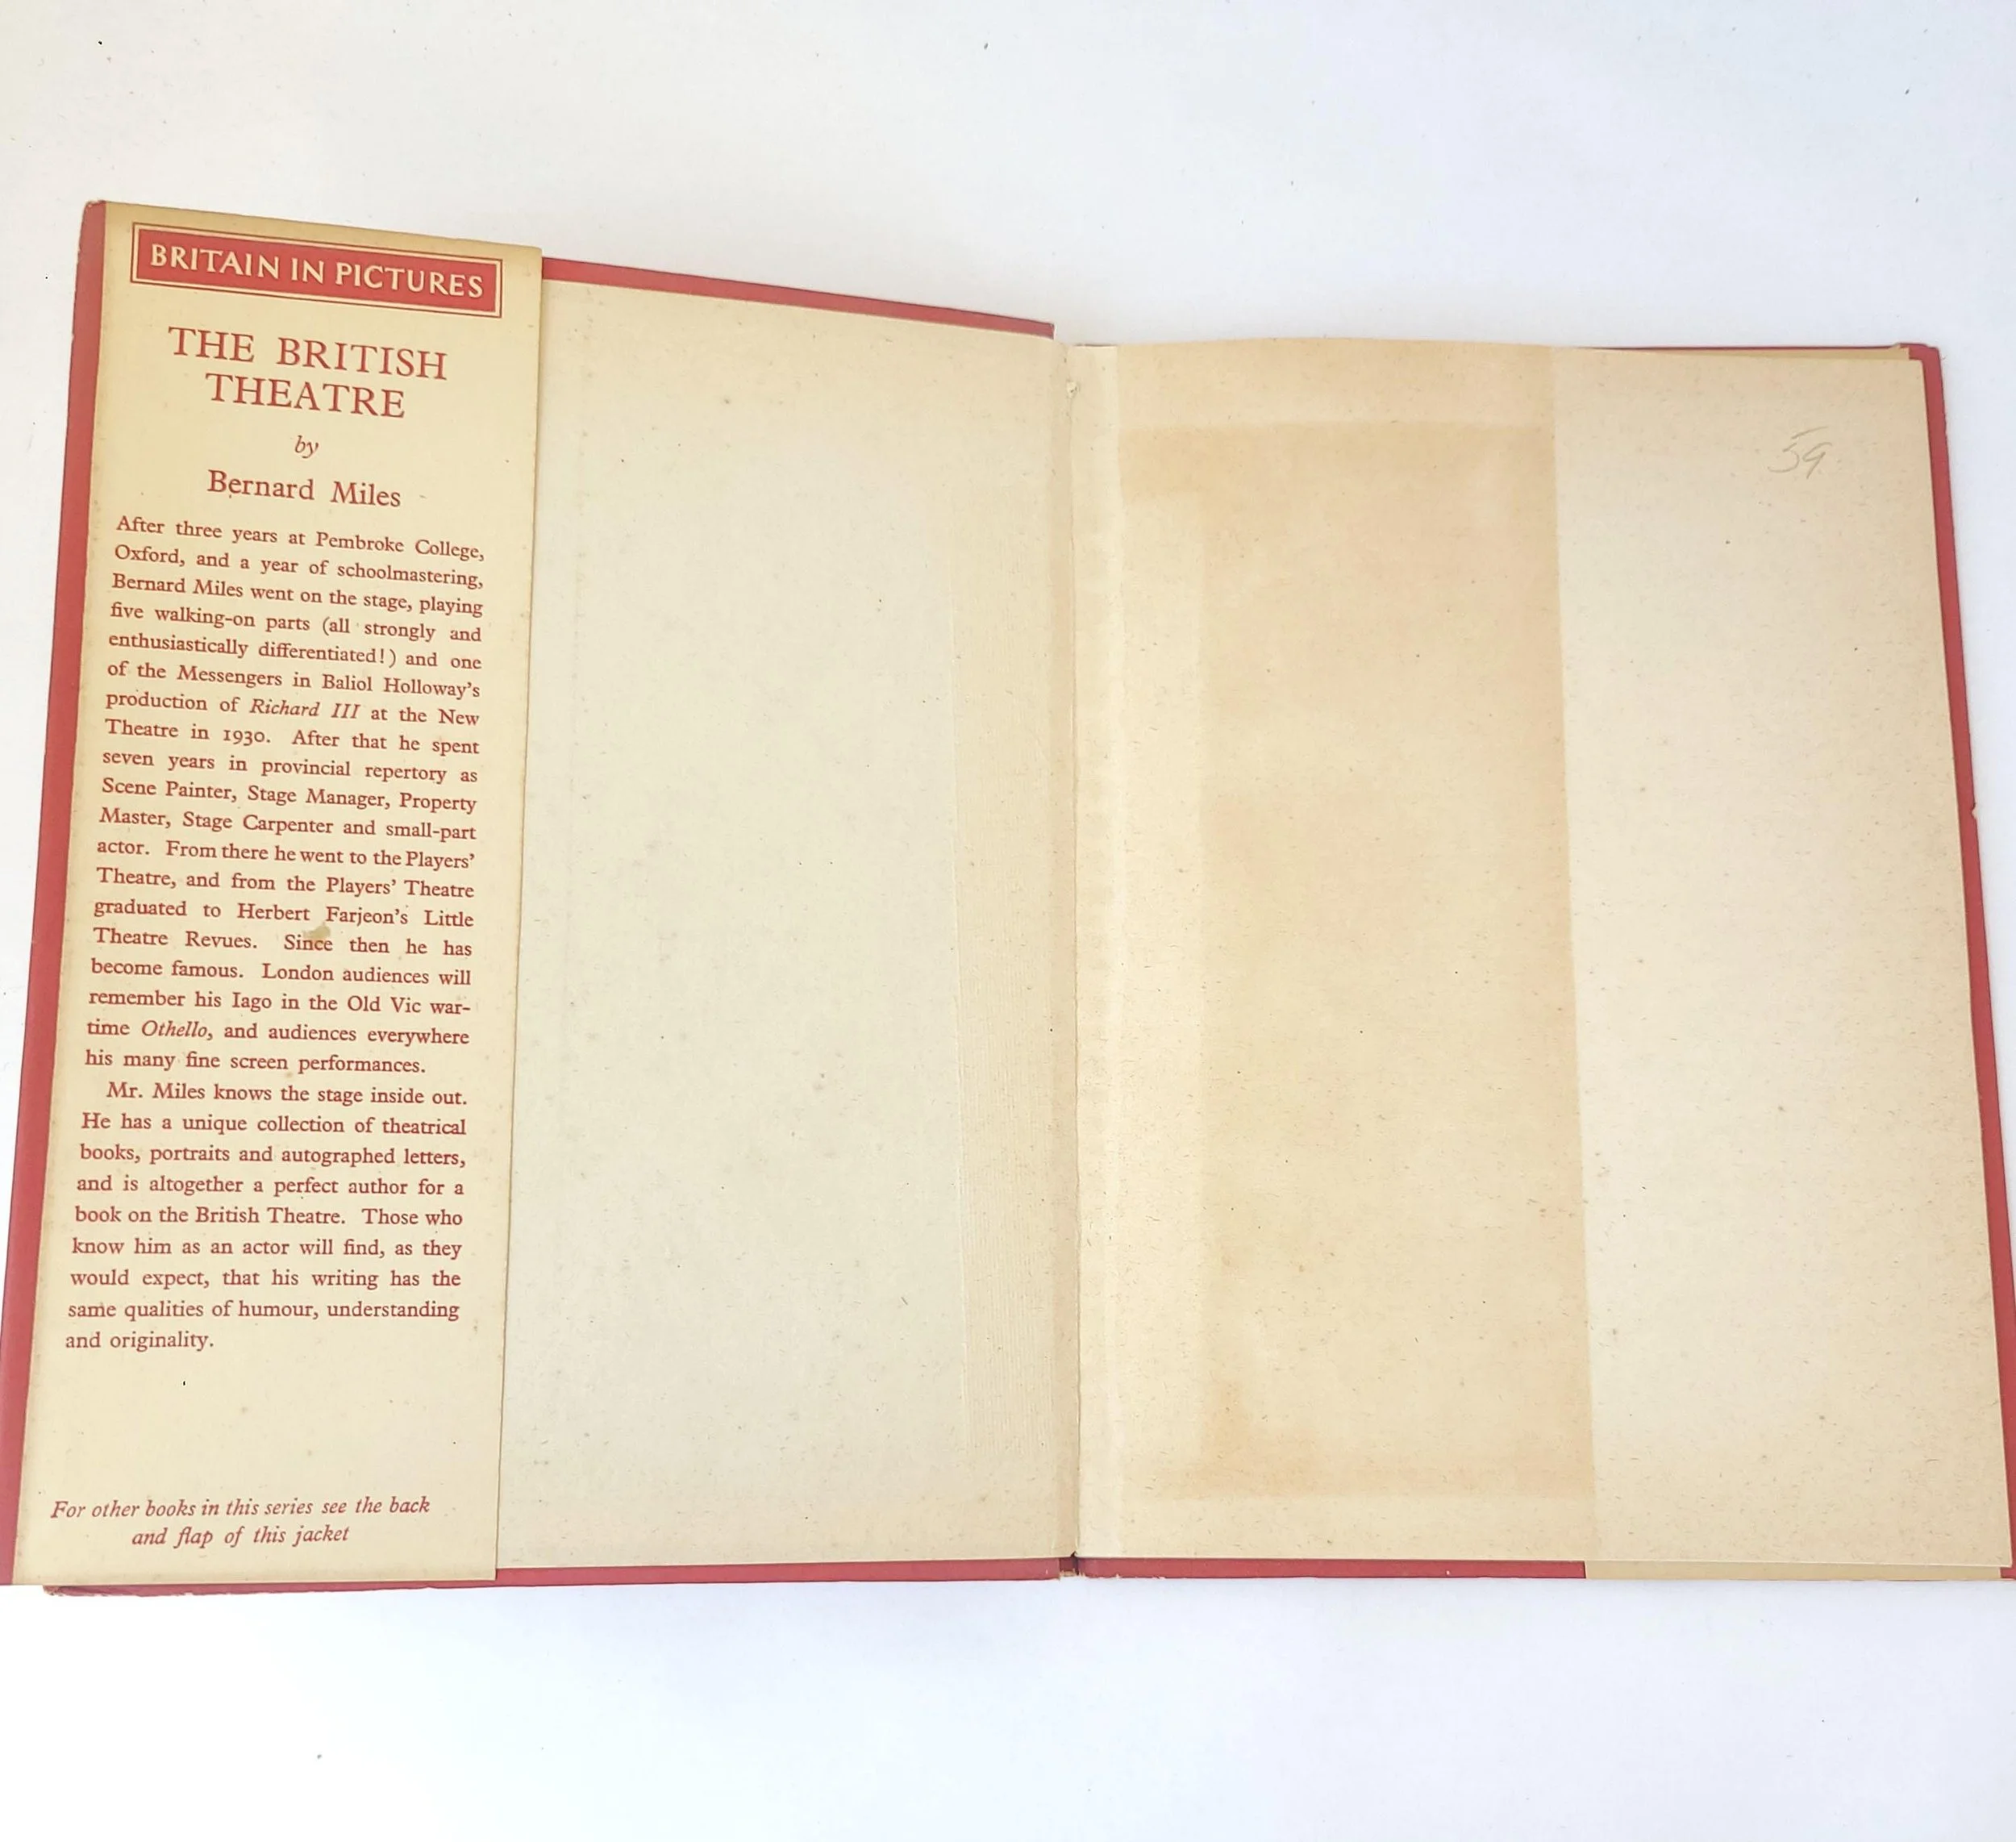 BRITAIN IN PICTURES
THE BRITISH
THEATRE
by
Bernard Miles
After three years at Pembroke College,
Oxford, and a year of schoolmastering,
Bernard Miles went on the stage, playing
five walking-on parts (all strongly and
enthusiastically differentiated!) and one
of the Messengers in Baliol Holloway's
production of Richard III at the New
Theatre in 1930. After that he spent
seven years in provincial repertory as
Scene Painter, Stage Manager, Property
Master, Stage Carpenter and small-part
actor. From there he went to the Players'
Theatre, and from the Players' Theatre
graduated to Herbert Farjeon's Little
Theatre Revues. Since then he has
become famous. London audiences will
remember his Iago in the Old Vic war-
time Othello, and audiences everywhere
his many fine screen performances.
Mr. Miles knows the stage inside out.
He has a unique collection of theatrical
books, portraits and autographed letters,
and is altogether a perfect author for a
book on the British Theatre. Those who
know him as an actor will find, as they
would expect, that his writing has the
same qualities of humour, understanding
and originality.
For other books in this series see the back
and flap of this jacket